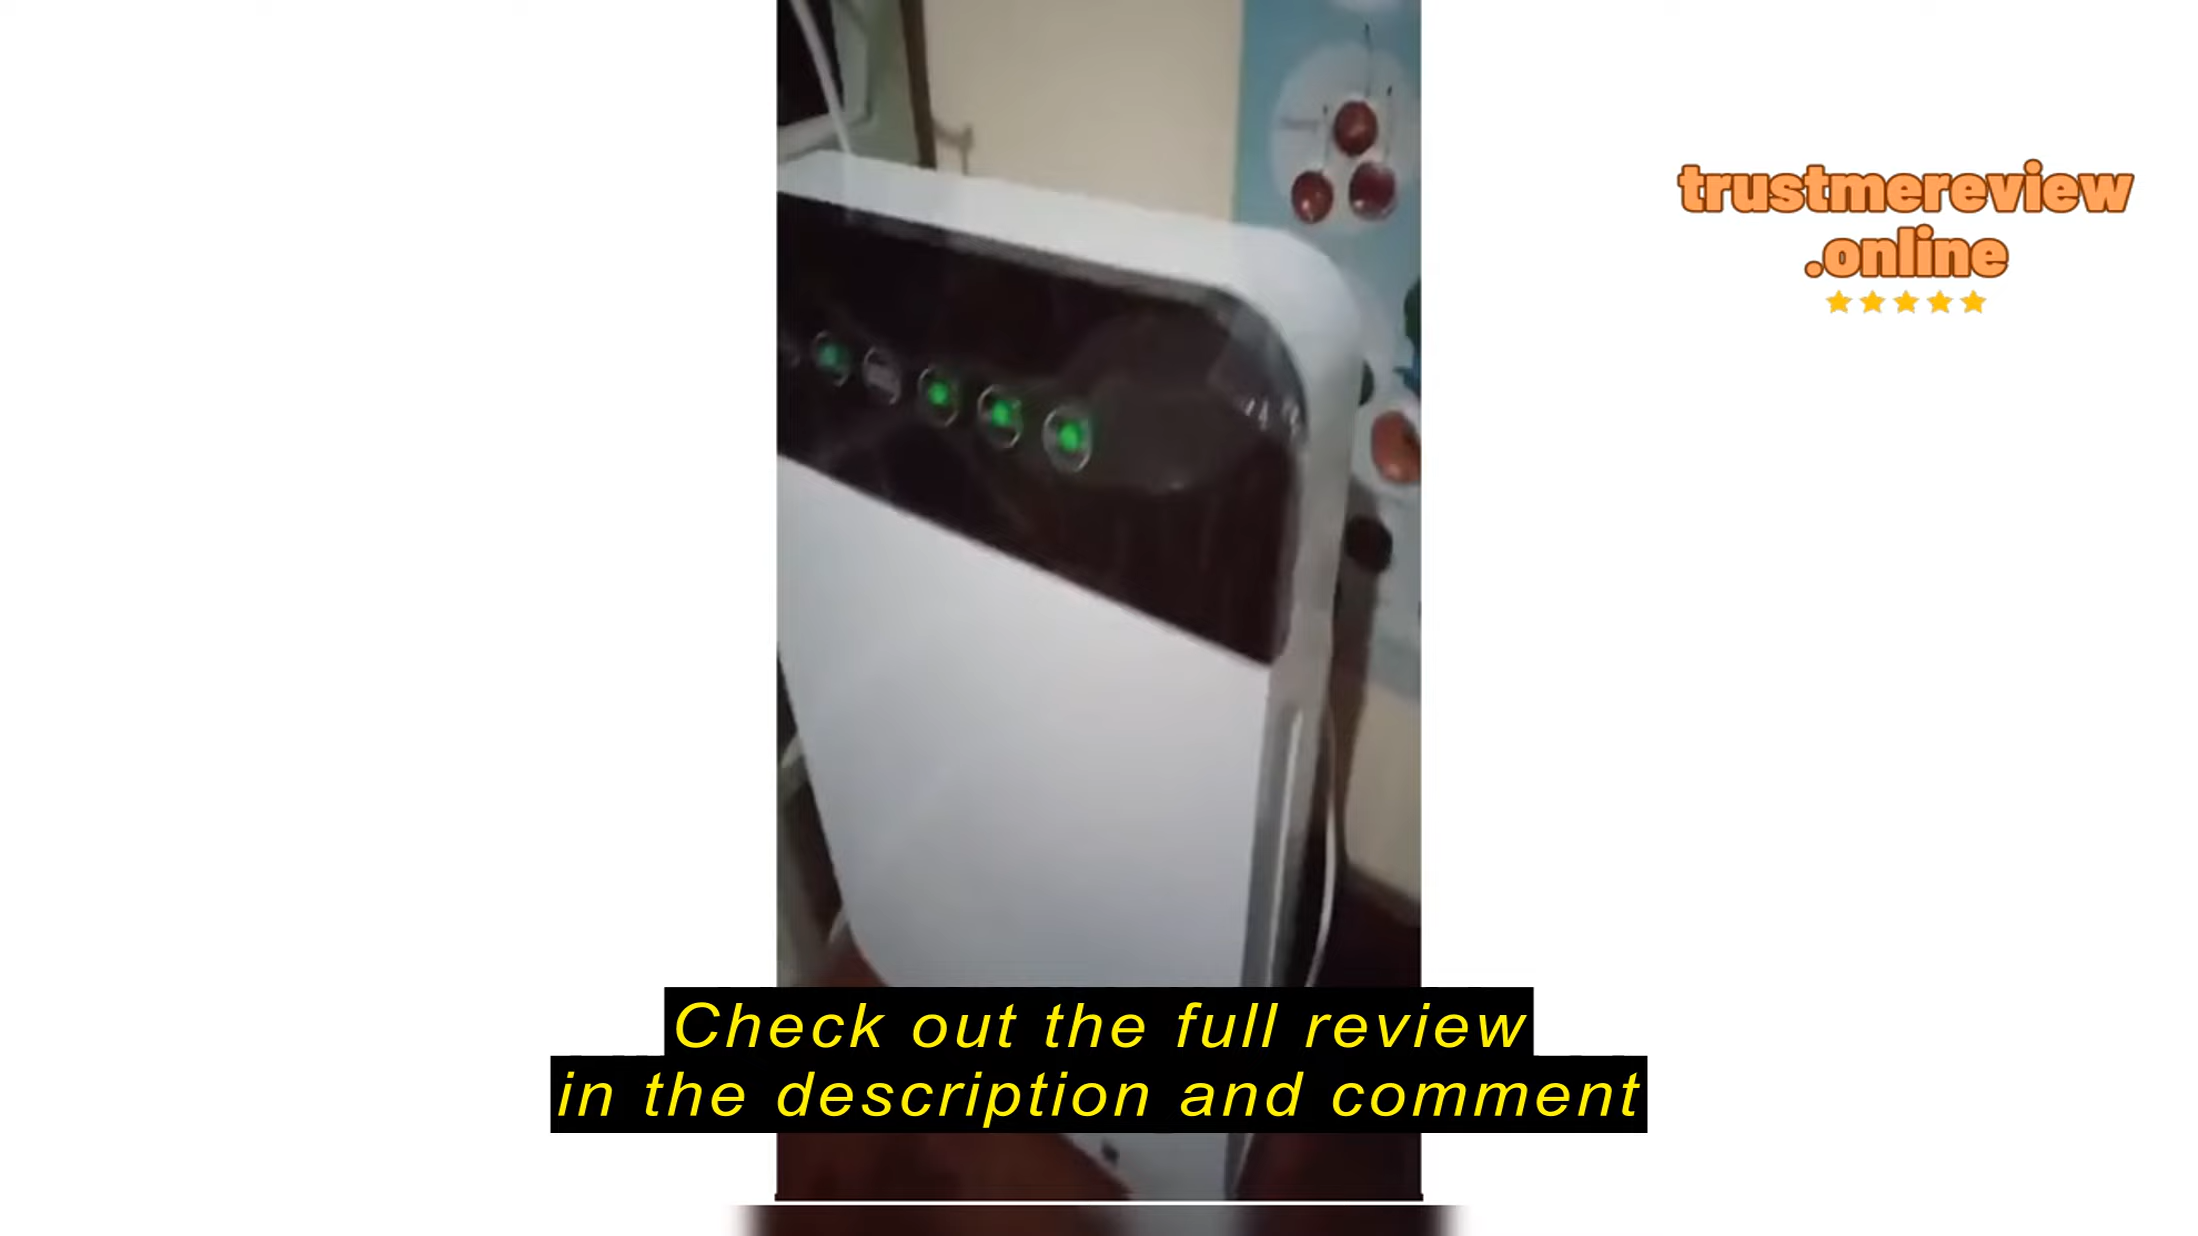 trustmereview
.online
Check out the full review
in the description and comment